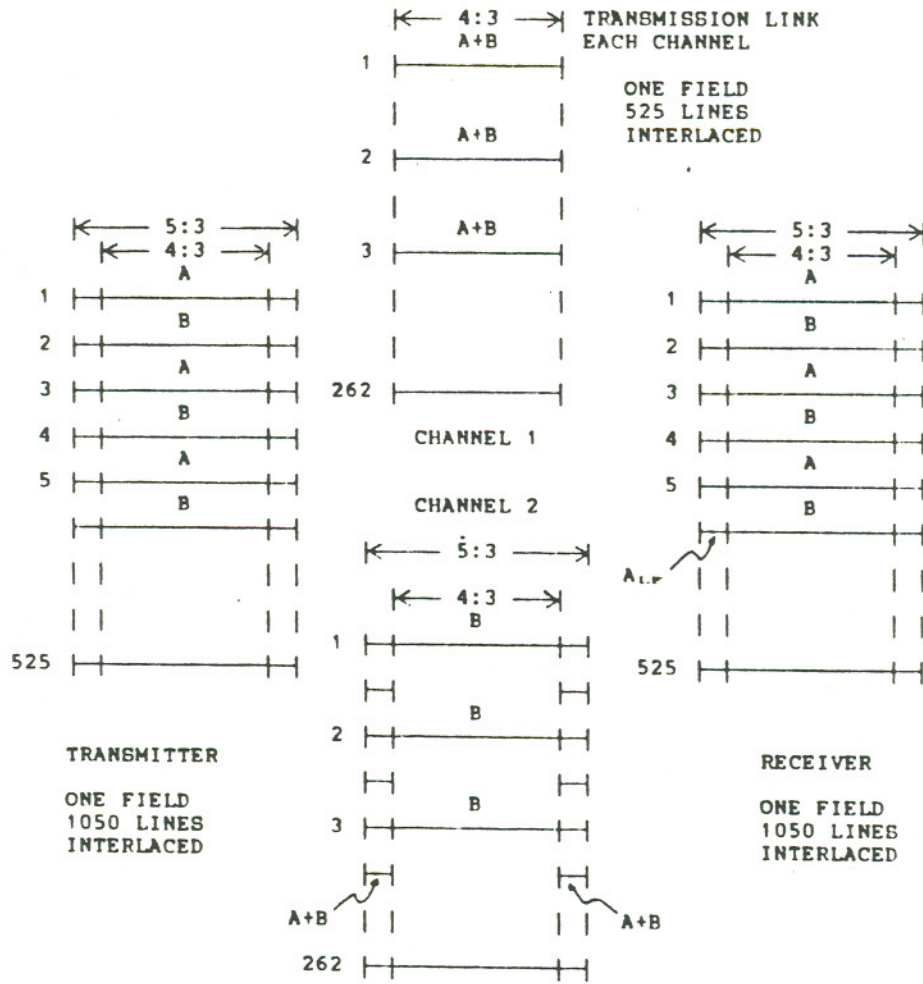 4:3
TRANSMISSION LINK
EACH CHANNEL
A+B
1
ONE FIELD
525 LINES
INTERLACED
A+B
2
A+B
3
262
CHANNEL 1
5:3
4:3
A
1
B
2
A
3
B
4
A
5
B
525
TRANSMITTER
ONE FIELD
1050 LINES
INTERLACED
CHANNEL 2
5:3
4:3
B
1
B
2
B
3
A+B
A+B
262
5:3
4:3
A
1
B
2
A
3
B
4
A
5
B
525
RECEIVER
ONE FIELD
1050 LINES
INTERLACED